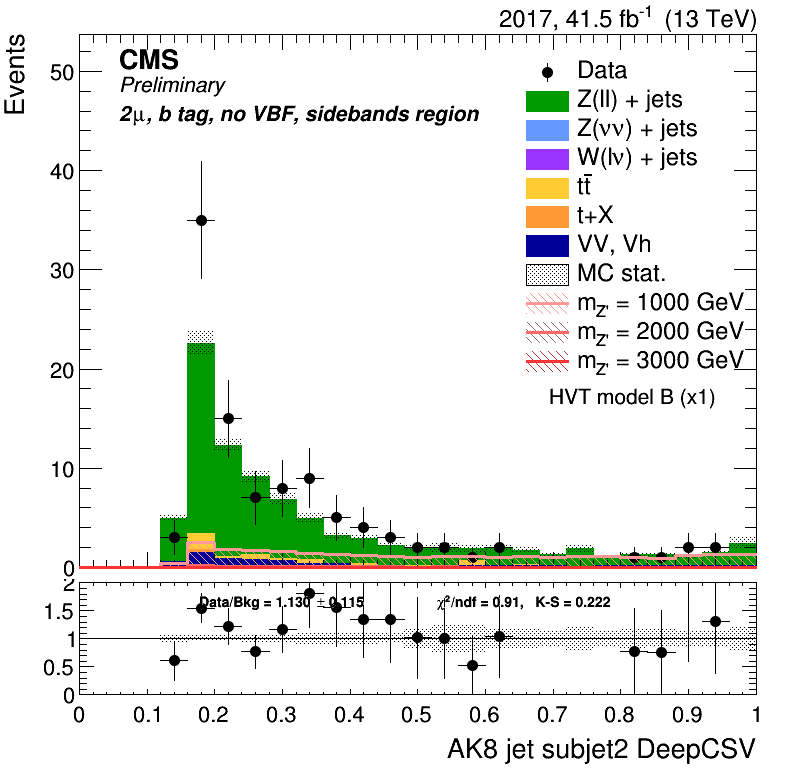 2017, 41.5 fb⁻¹ (13 TeV)
Events
CMS
Preliminary
2μ, b tag, no VBF, sidebands region
Data
Z(ll) + jets
Z(νν) + jets
W(lν) + jets
tt̄
t+X
VV, Vh
MC stat.
m_Z' = 1000 GeV
m_Z' = 2000 GeV
m_Z' = 3000 GeV
HVT model B (x1)
50
40
30
20
10
0
Data/Bkg = 1.130 ± 0.115 χ²/ndf = 0.91, K-S = 0.222
2
1.5
1
0.5
0
0 0.1 0.2 0.3 0.4 0.5 0.6 0.7 0.8 0.9 1
AK8 jet subjet2 DeepCSV